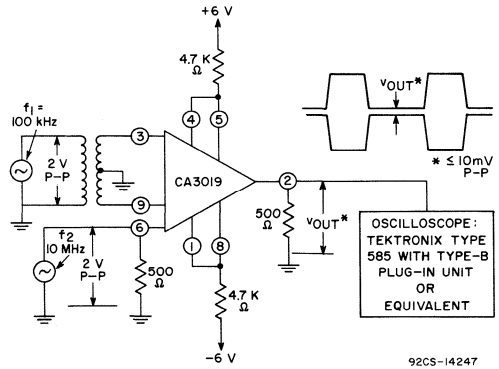 +6 V
4.7 K
Ω
4
5
f1 =
100 kHz
2 V
P-P
3
9
CA3019
2
vOUT*
* ≤ 10mV
P-P
6
f2
10 MHz
2 V
P-P
500
Ω
1
8
500
Ω
vOUT*
4.7 K
Ω
-6 V
OSCILLOSCOPE:
TEKTRONIX TYPE
585 WITH TYPE-B
PLUG-IN UNIT
OR
EQUIVALENT
92CS-14247